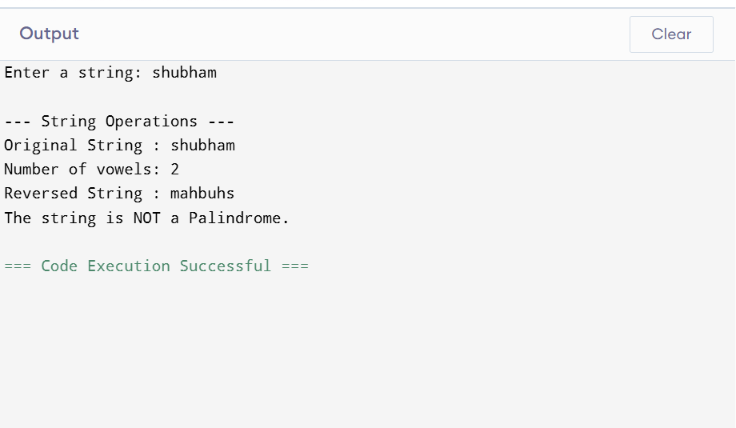 Output
Clear
Enter a string: shubham
--- String Operations ---
Original String : shubham
Number of vowels: 2
Reversed String : mahbuhs
The string is NOT a Palindrome.
=== Code Execution Successful ===